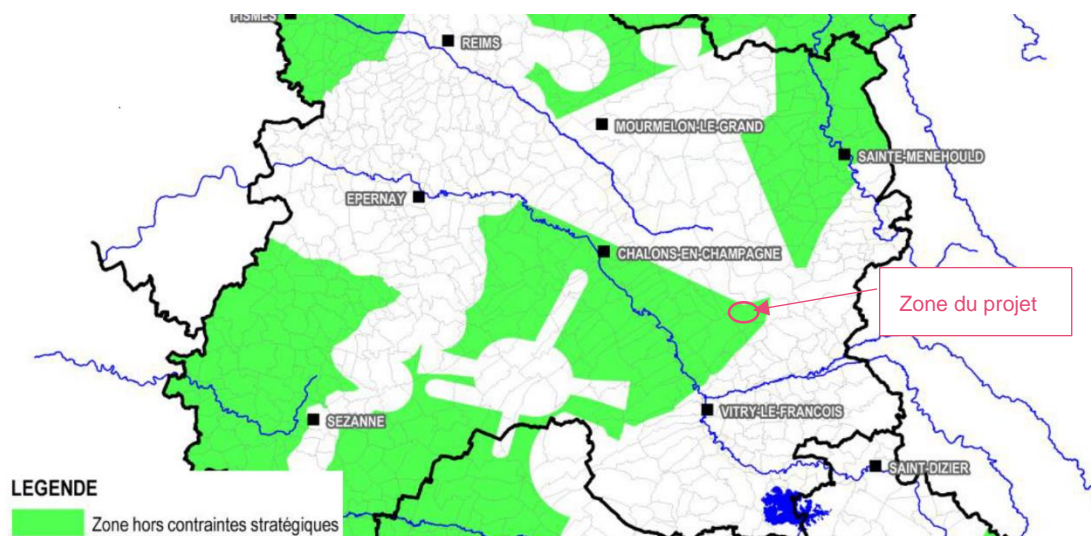 FISMES
REIMS
MOURMELON-LE-GRAND
SAINTE-MENEHOULD
EPERNAY
CHALONS-EN-CHAMPAGNE
Zone du projet
VITRY-LE-FRANCOIS
SEZANNE
SAINT-DIZIER
LEGENDE
Zone hors contraintes stratégiques